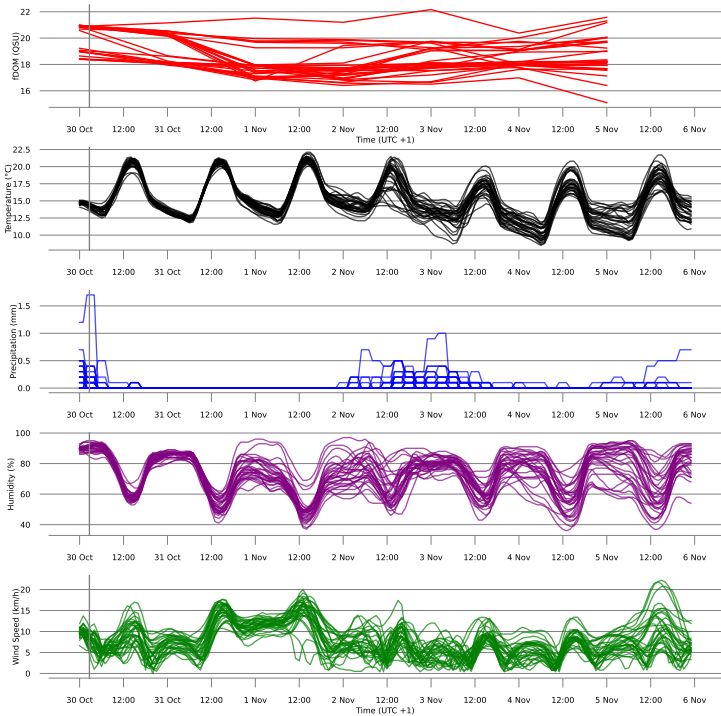 fDOM (QSU)
22
20
18
16
30 Oct 12:00 31 Oct 12:00 1 Nov 12:00 2 Nov 12:00 3 Nov 12:00 4 Nov 12:00 5 Nov 12:00 6 Nov
Time (UTC +1)
Temperature (°C)
22.5
20.0
17.5
15.0
12.5
10.0
30 Oct 12:00 31 Oct 12:00 1 Nov 12:00 2 Nov 12:00 3 Nov 12:00 4 Nov 12:00 5 Nov 12:00 6 Nov
Precipitation (mm)
1.5
1.0
0.5
0.0
30 Oct 12:00 31 Oct 12:00 1 Nov 12:00 2 Nov 12:00 3 Nov 12:00 4 Nov 12:00 5 Nov 12:00 6 Nov
Humidity (%)
100
80
60
40
30 Oct 12:00 31 Oct 12:00 1 Nov 12:00 2 Nov 12:00 3 Nov 12:00 4 Nov 12:00 5 Nov 12:00 6 Nov
Wind Speed (km/h)
20
15
10
5
0
30 Oct 12:00 31 Oct 12:00 1 Nov 12:00 2 Nov 12:00 3 Nov 12:00 4 Nov 12:00 5 Nov 12:00 6 Nov
Time (UTC +1)